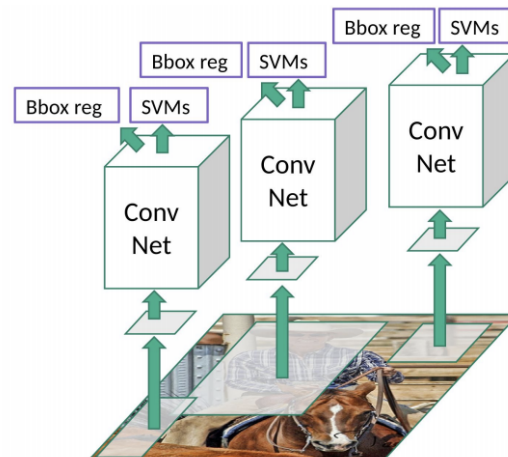 Bbox reg SVMs
Conv
Net
Bbox reg SVMs
Conv
Net
Bbox reg SVMs
Conv
Net